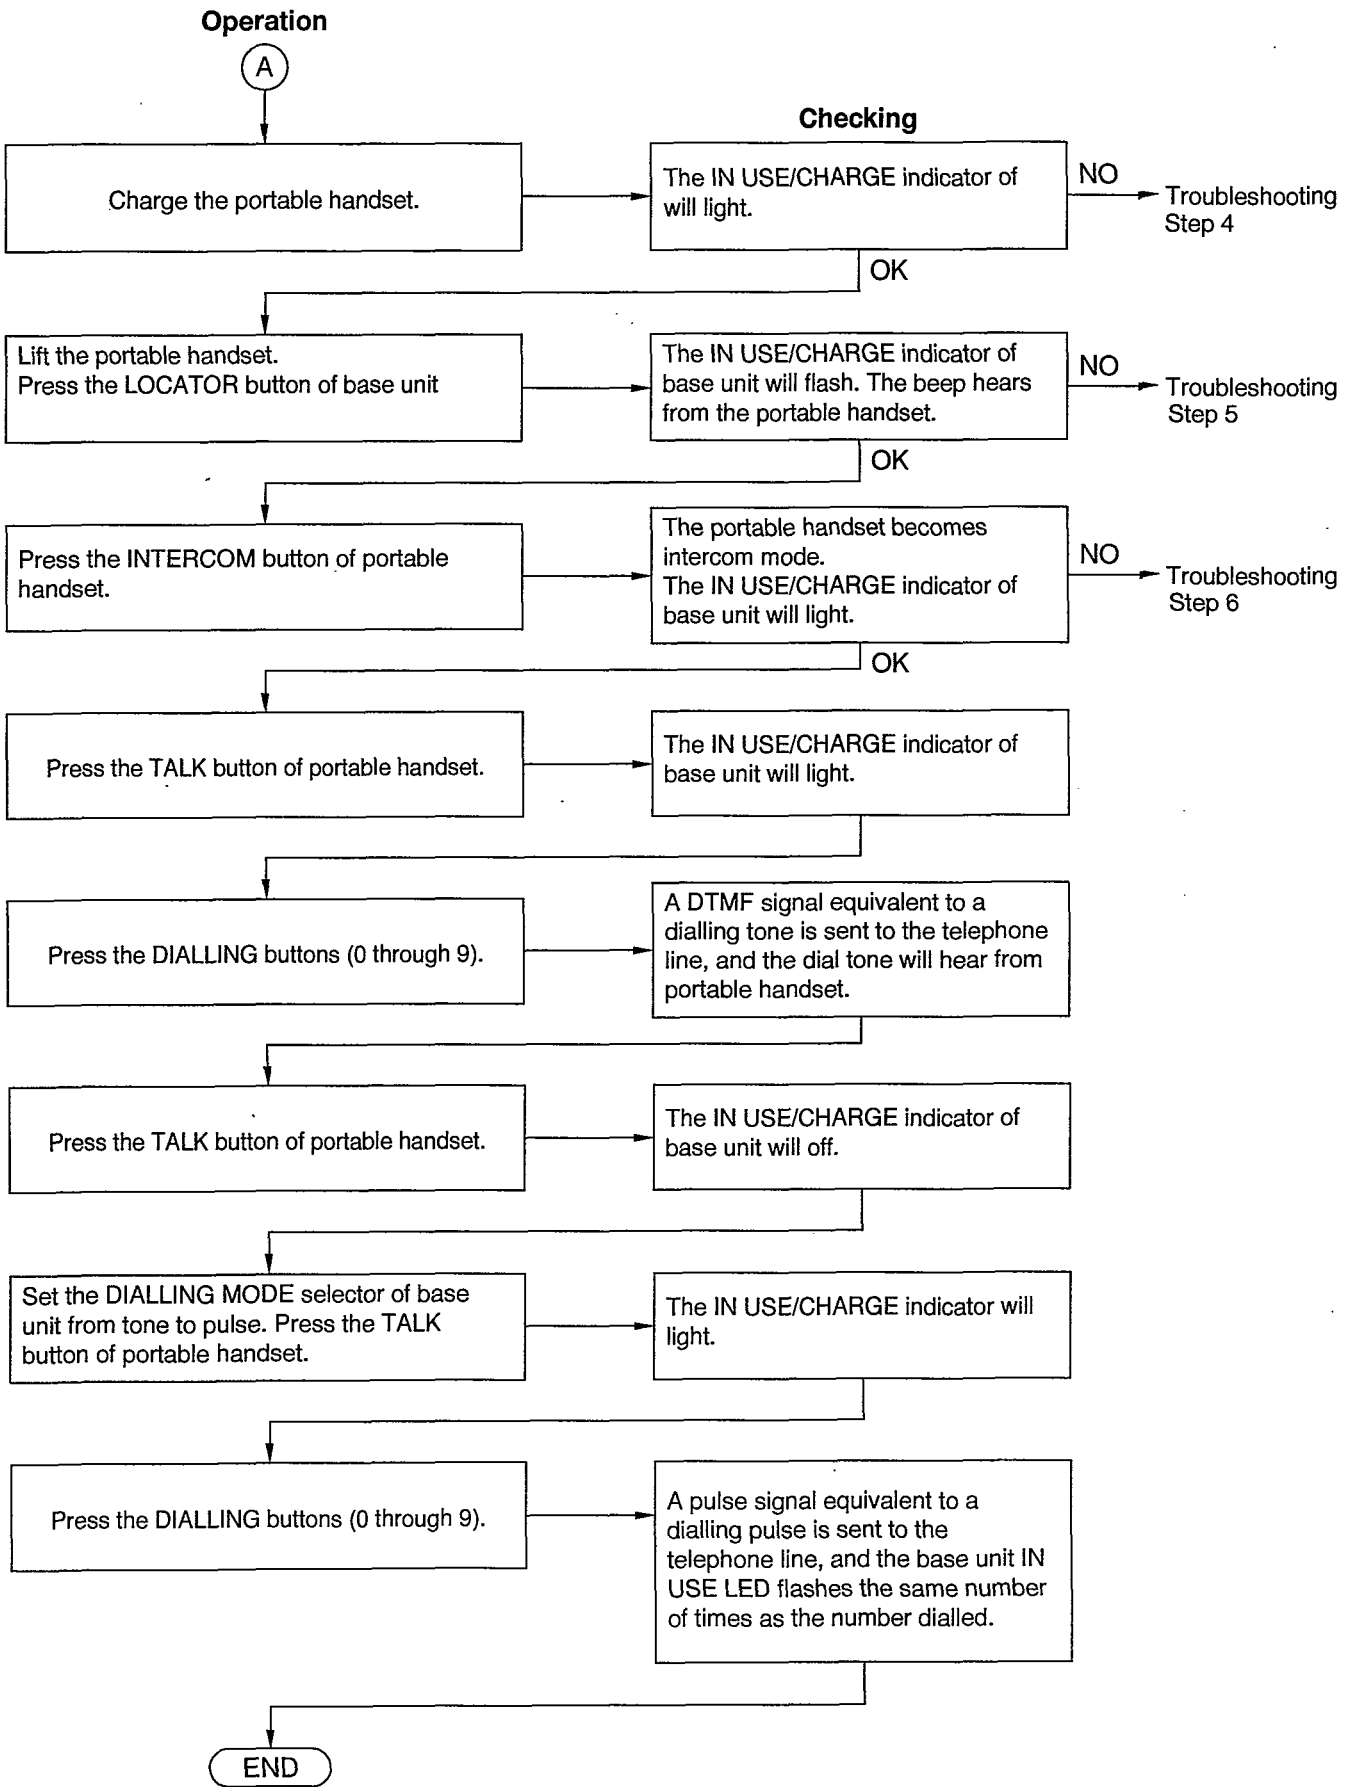 Operation
A
Checking
Charge the portable handset.
The IN USE/CHARGE indicator of
will light.
NO
Troubleshooting
Step 4
OK
Lift the portable handset.
Press the LOCATOR button of base unit
The IN USE/CHARGE indicator of
base unit will flash. The beep hears
from the portable handset.
NO
Troubleshooting
Step 5
OK
Press the INTERCOM button of portable
handset.
The portable handset becomes
intercom mode.
The IN USE/CHARGE indicator of
base unit will light.
NO
Troubleshooting
Step 6
OK
Press the TALK button of portable handset.
The IN USE/CHARGE indicator of
base unit will light.
Press the DIALLING buttons (0 through 9).
A DTMF signal equivalent to a
dialling tone is sent to the telephone
line, and the dial tone will hear from
portable handset.
Press the TALK button of portable handset.
The IN USE/CHARGE indicator of
base unit will off.
Set the DIALLING MODE selector of base
unit from tone to pulse. Press the TALK
button of portable handset.
The IN USE/CHARGE indicator will
light.
Press the DIALLING buttons (0 through 9).
A pulse signal equivalent to a
dialling pulse is sent to the
telephone line, and the base unit IN
USE LED flashes the same number
of times as the number dialled.
END